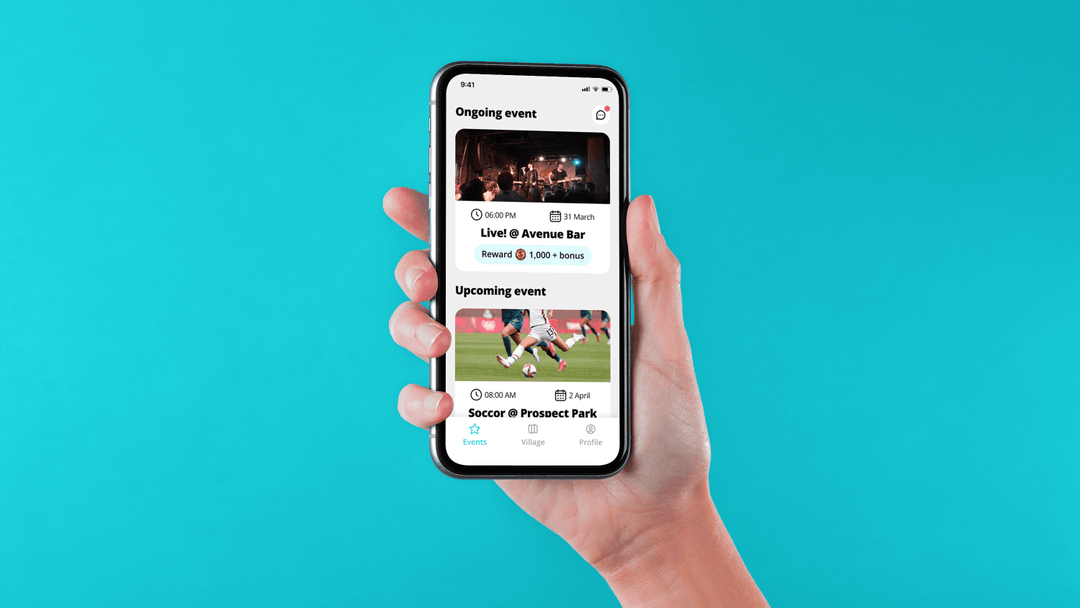 9:41
Ongoing event
06:00 PM 31 March
Live! @ Avenue Bar
Reward 1,000 + bonus
Upcoming event
08:00 AM 2 April
Soccor @ Prospect Park
Events Village Profile